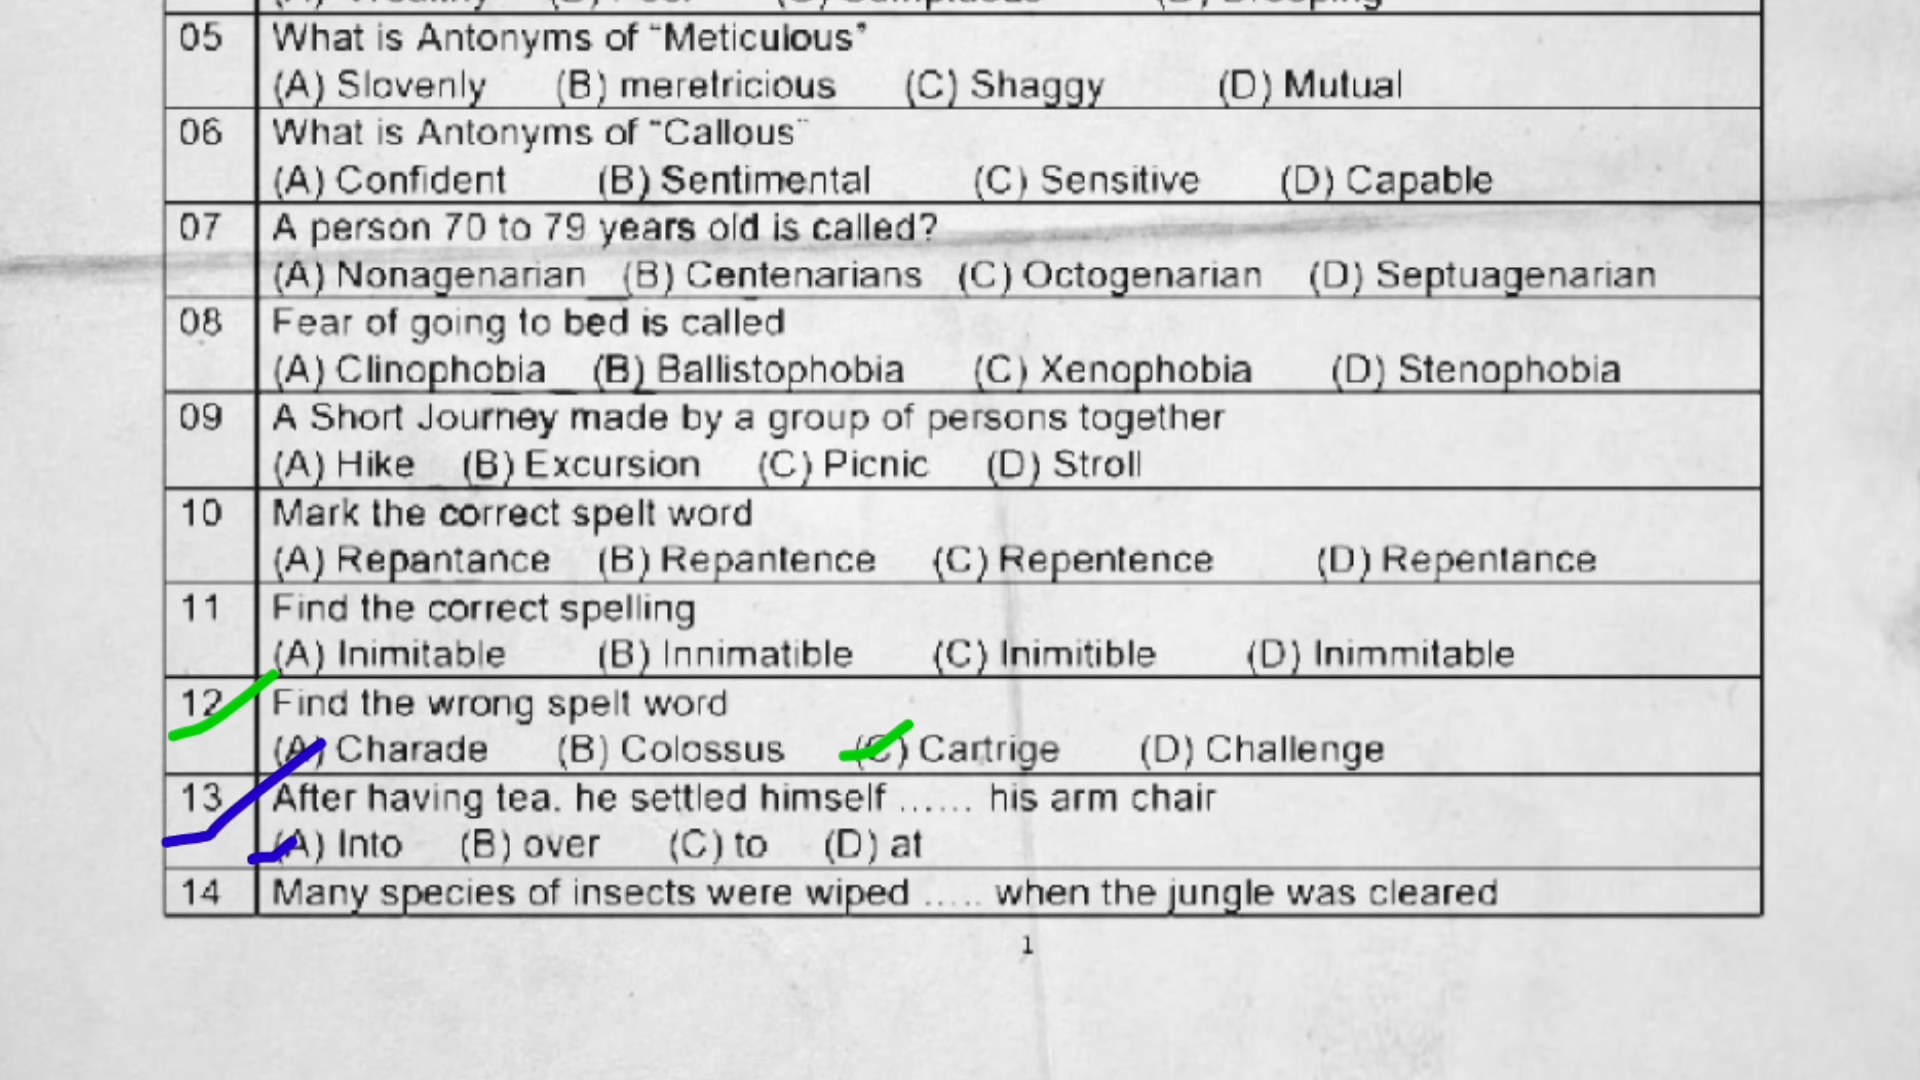 05 What is Antonyms of "Meticulous"
(A) Slovenly (B) meretricious (C) Shaggy (D) Mutual
06 What is Antonyms of "Callous"
(A) Confident (B) Sentimental (C) Sensitive (D) Capable
07 A person 70 to 79 years old is called?
(A) Nonagenarian (B) Centenarians (C) Octogenarian (D) Septuagenarian
08 Fear of going to bed is called
(A) Clinophobia (B) Ballistophobia (C) Xenophobia (D) Stenophobia
09 A Short Journey made by a group of persons together
(A) Hike (B) Excursion (C) Picnic (D) Stroll
10 Mark the correct spelt word
(A) Repantance (B) Repantence (C) Repentence (D) Repentance
11 Find the correct spelling
(A) Inimitable (B) Innimatible (C) Inimitible (D) Inimmitable
12 Find the wrong spelt word
(A) Charade (B) Colossus (C) Cartrige (D) Challenge
13 After having tea. he settled himself ...... his arm chair
(A) Into (B) over (C) to (D) at
14 Many species of insects were wiped ..... when the jungle was cleared
1